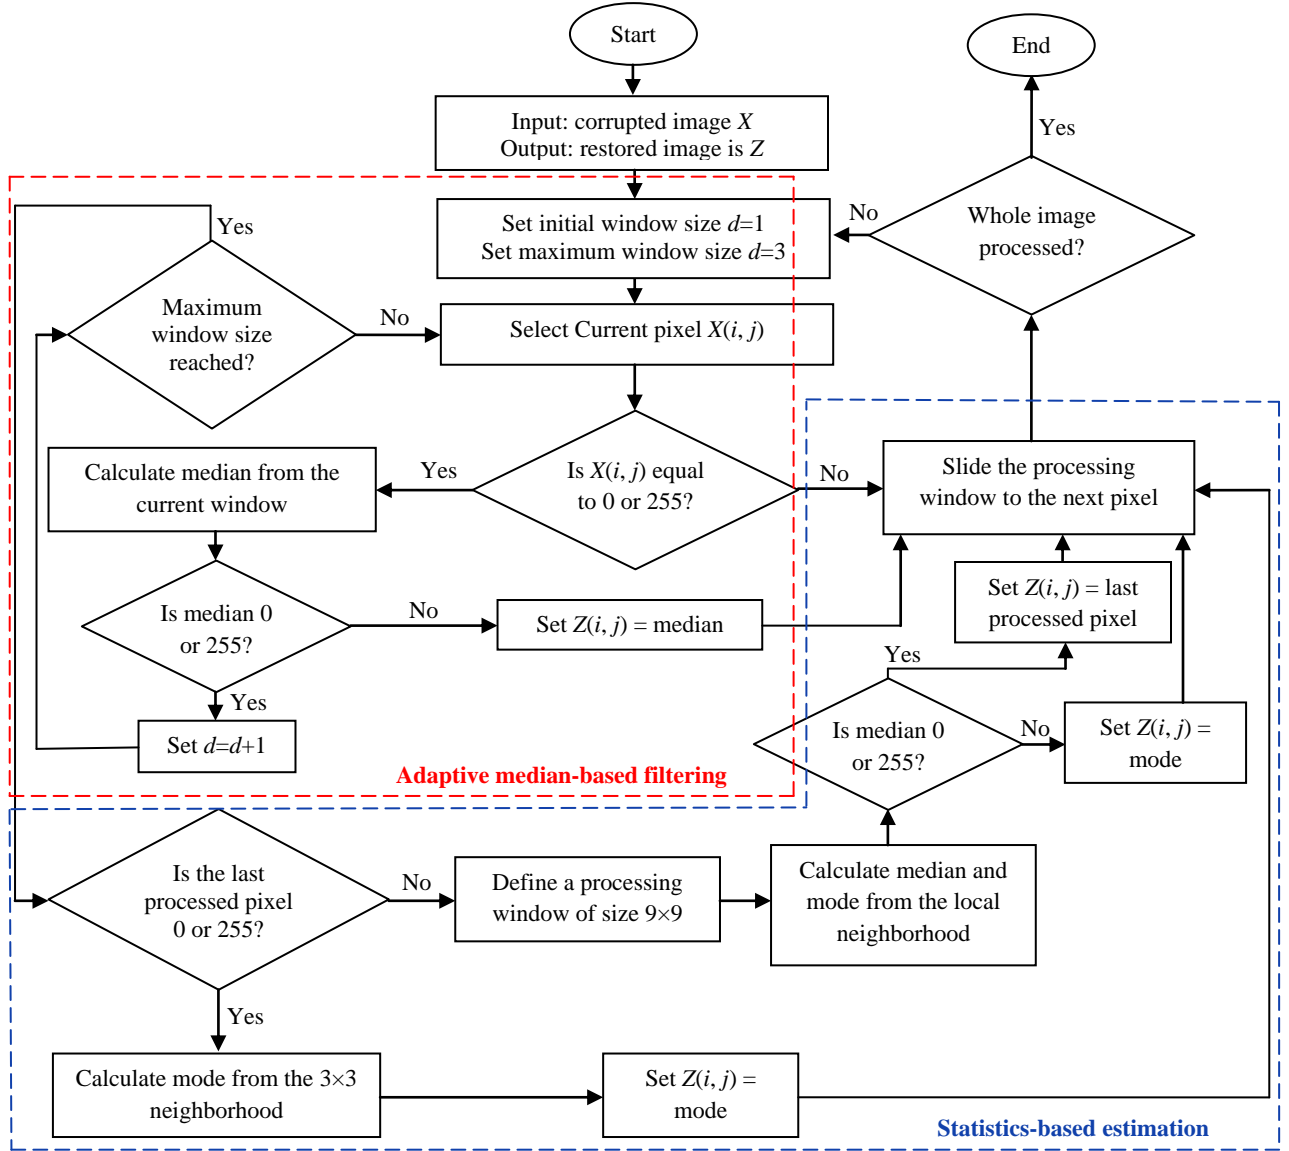 Start
End
Input: corrupted image X
Output: restored image is Z
Yes
Yes
No
Set initial window size d=1
Set maximum window size d=3
Whole image
processed?
Maximum
window size
reached?
No
Select Current pixel X(i, j)
Calculate median from the
current window
Yes
Is X(i, j) equal
to 0 or 255?
No
Slide the processing
window to the next pixel
Is median 0
or 255?
No
Set Z(i, j) = median
Set Z(i, j) = last
processed pixel
Yes
Yes
Set d=d+1
Is median 0
or 255?
No
Set Z(i, j) =
mode
Adaptive median-based filtering
Is the last
processed pixel
0 or 255?
No
Define a processing
window of size 9×9
Calculate median and
mode from the local
neighborhood
Yes
Calculate mode from the 3×3
neighborhood
Set Z(i, j) =
mode
Statistics-based estimation